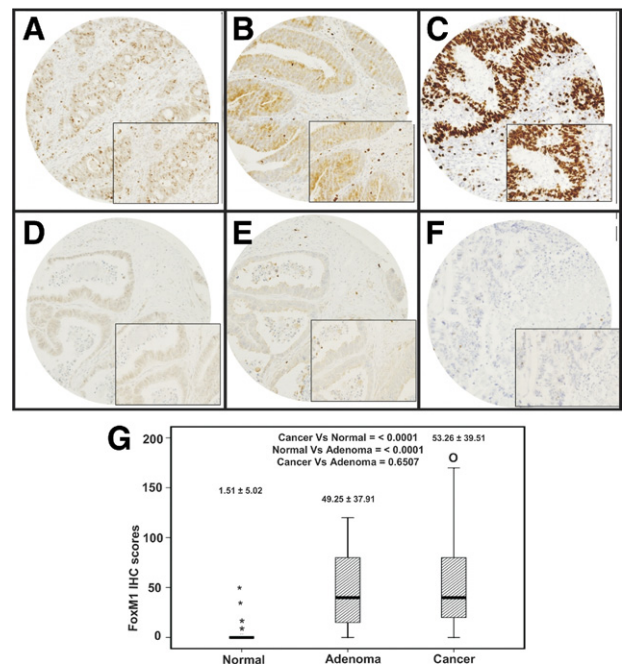 A
B
C
D
E
F
G
Cancer Vs Normal = < 0.0001
Normal Vs Adenoma = < 0.0001
Cancer Vs Adenoma = 0.6507
53.26 ± 39.51
1.51 ± 5.02
49.25 ± 37.91
FoxM1 IHC scores
200
150
100
50
0
O
*
*
*
*
Normal
Adenoma
Cancer